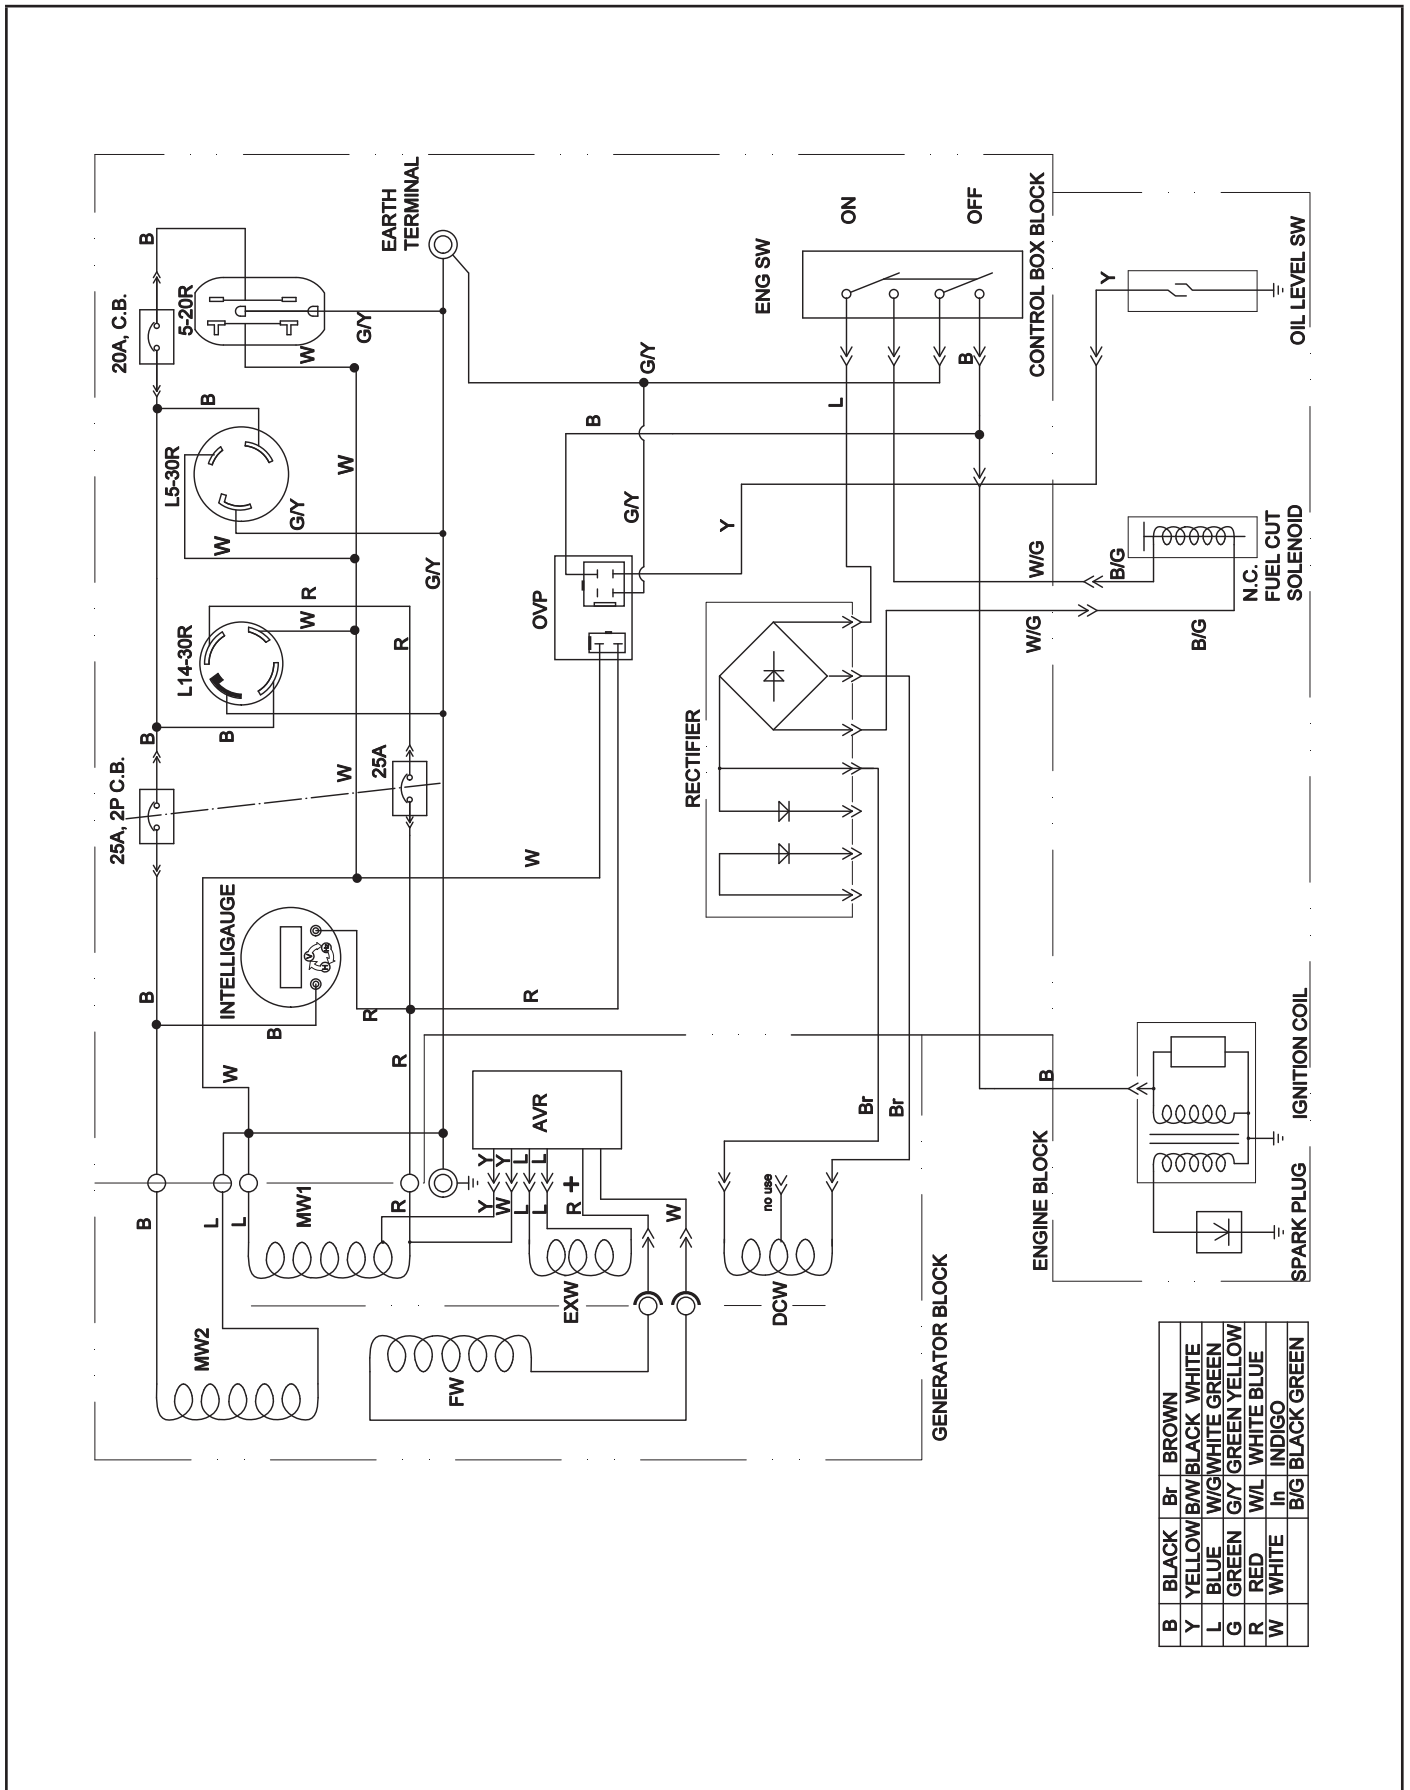 EARTH
TERMINAL
ON
OFF
ENG SW
CONTROL BOX BLOCK
OIL LEVEL SW
Y
B
20A, C.B.
5-20R
G/Y
W
B
L5-30R
W
G/Y
W
G/Y
B
L
B
G/Y
Y
W/G
B/G
N.C.
FUEL CUT
SOLENOID
W/G
B/G
L14-30R
R
W
R
G/Y
OVP
B
B
25A, 2P C.B.
W
25A
RECTIFIER
W
INTELLIGAUGE
V
Hz
H
B
B
R
R
W
R
AVR
Br
Br
B
IGNITION COIL
ENGINE BLOCK
SPARK PLUG
Y
Y
L
L
Y
W
L
L
R
+
W
no use
B
L
L
MW1
R
EXW
DCW
GENERATOR BLOCK
MW2
FW
B BLACK Br BROWN
Y YELLOW B/W BLACK WHITE
L BLUE W/G WHITE GREEN
G GREEN G/Y GREEN YELLOW
R RED W/L WHITE BLUE
W WHITE In INDIGO
B/G BLACK GREEN